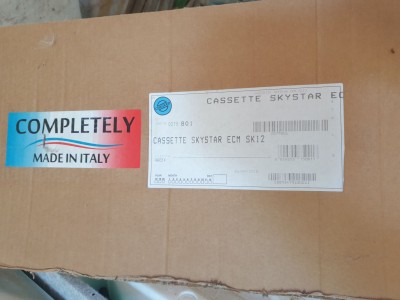 COMPLETELY
MADE IN ITALY
CASSETTE SKYSTAR EC
CASSETTE SKYSTAR ECM SK12